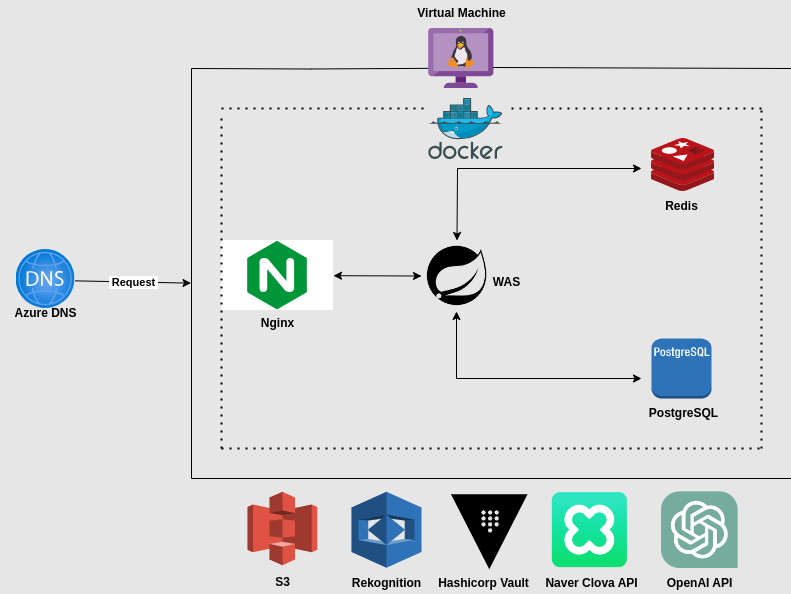 Virtual Machine
docker
Redis
DNS
Request
Azure DNS
N
Nginx
WAS
PostgreSQL
PostgreSQL
S3
Rekognition
Hashicorp Vault
Naver Clova API
OpenAI API